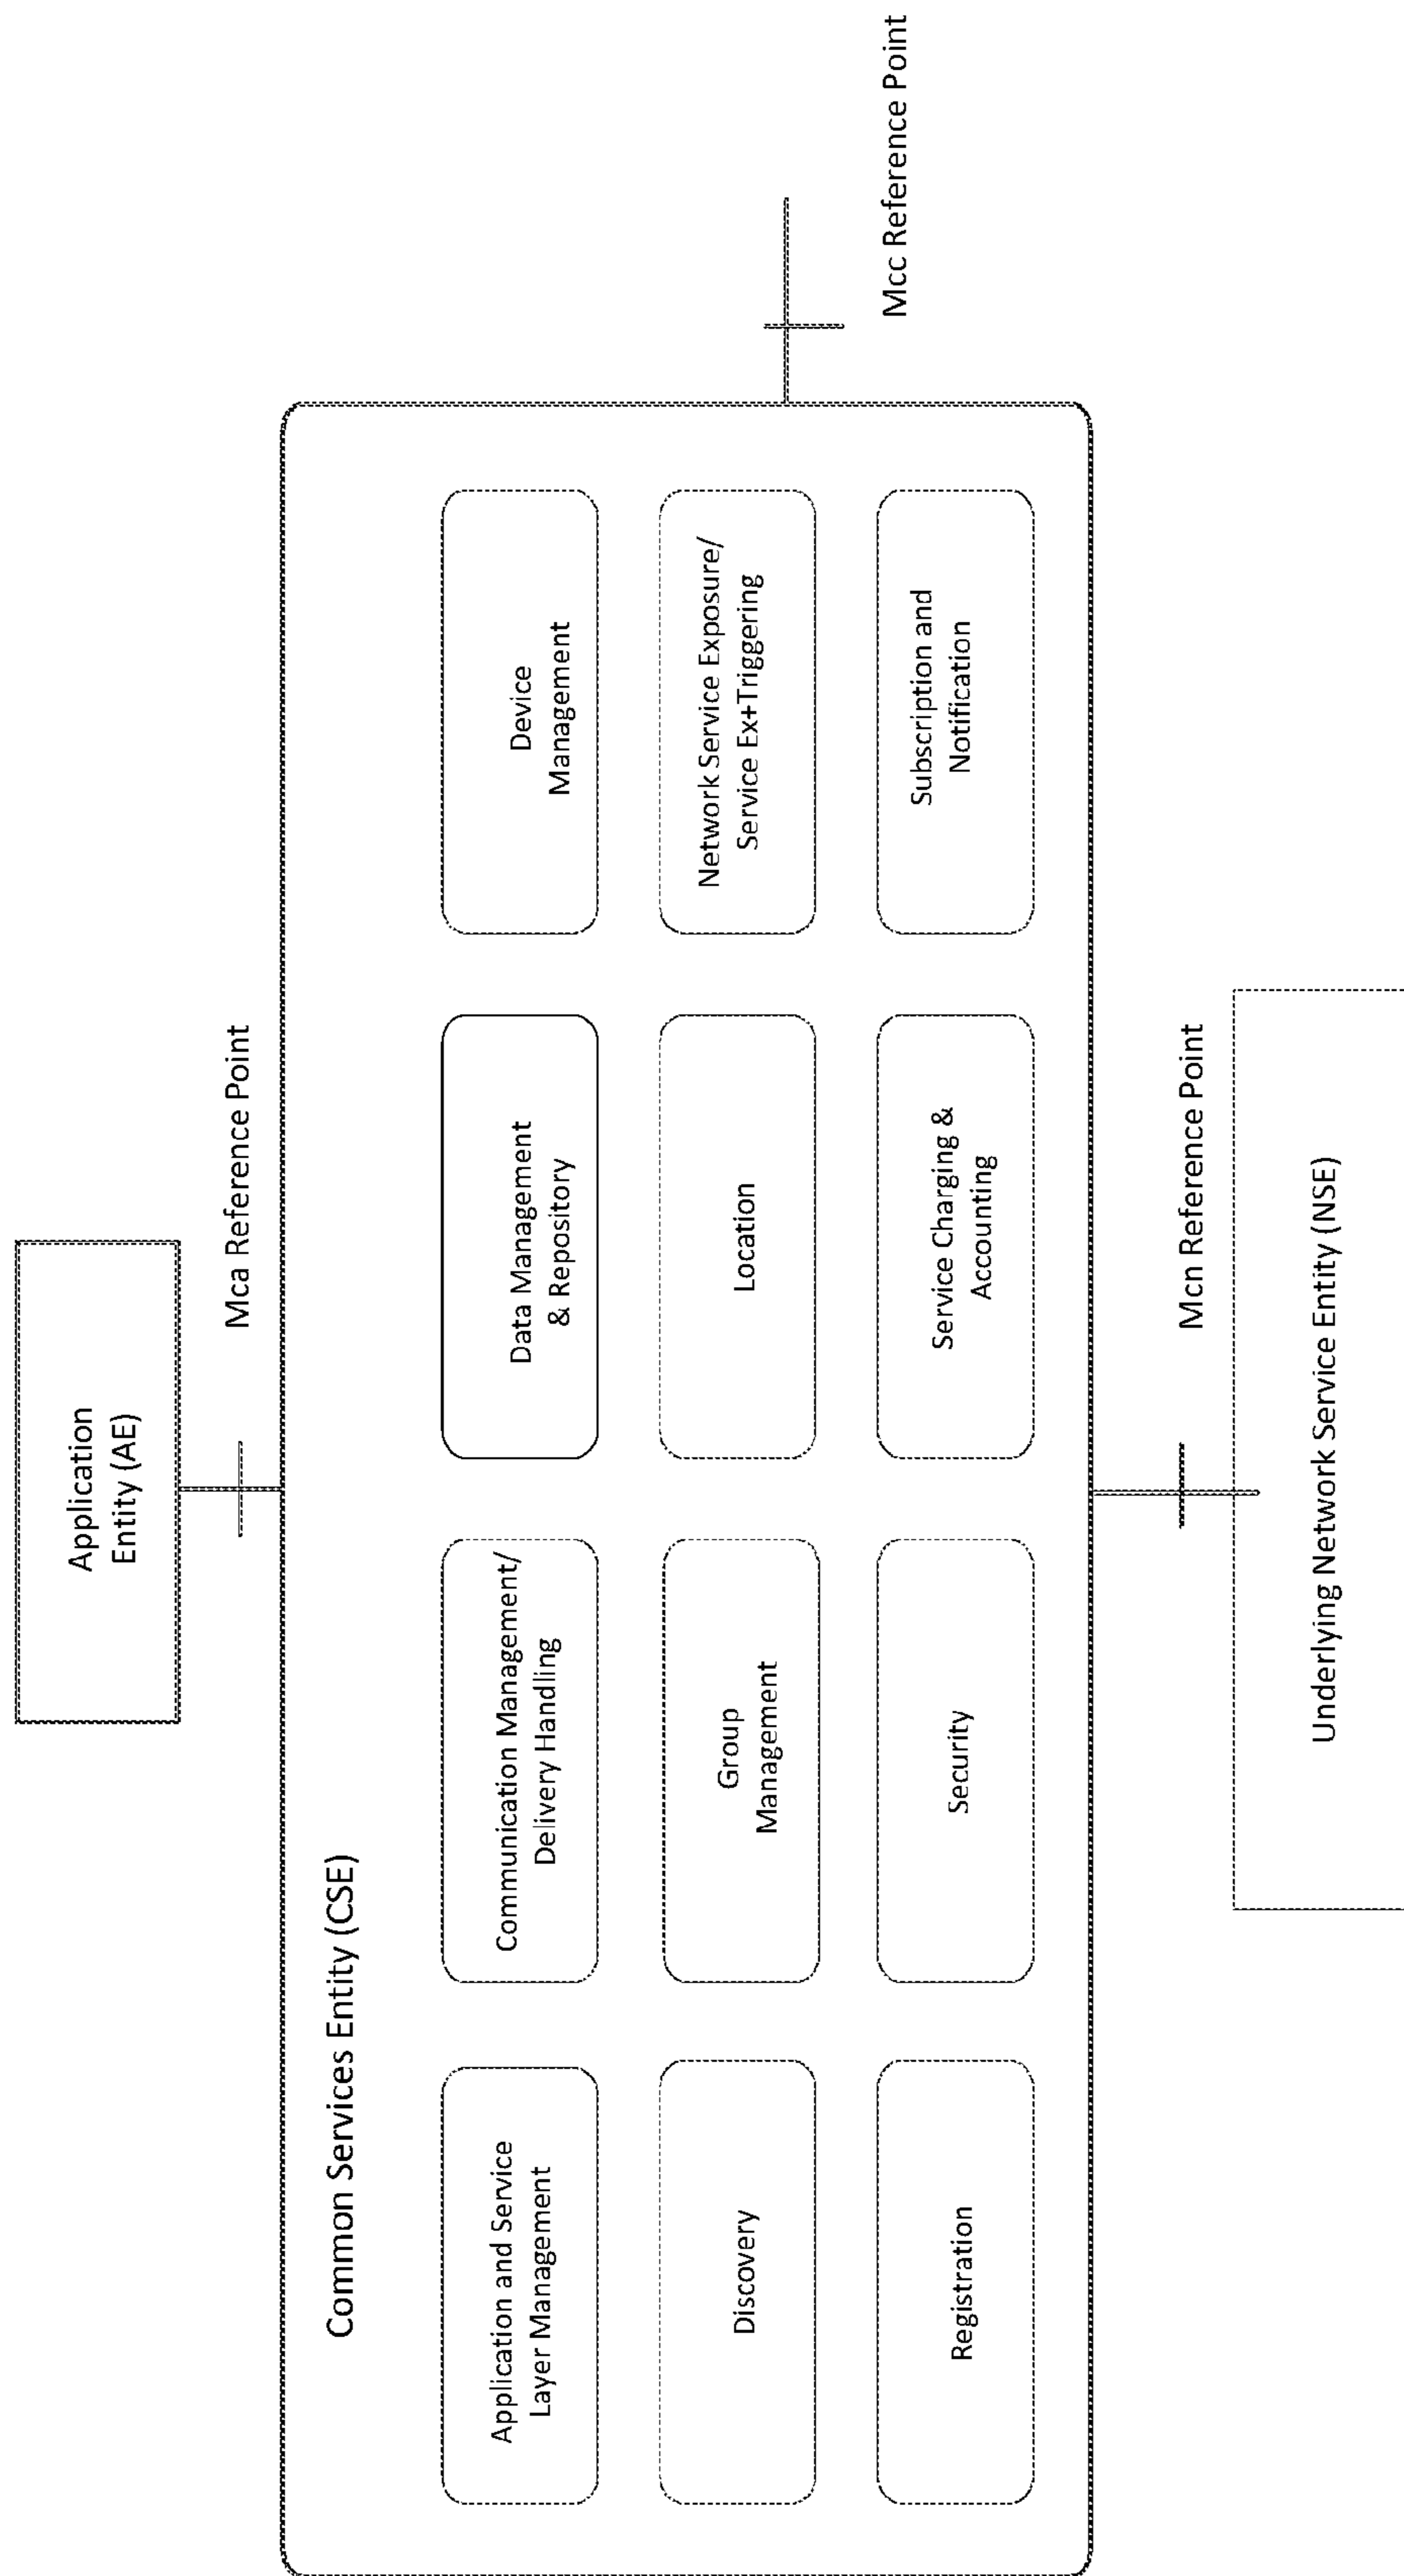 Application
Entity (AE)
Mca Reference Point
Common Services Entity (CSE)
Application and Service
Layer Management
Communication Management/
Delivery Handling
Data Management
& Repository
Device
Management
Discovery
Group
Management
Location
Network Service Exposure/
Service Ex+Triggering
Registration
Security
Service Charging &
Accounting
Subscription and
Notification
Mcc Reference Point
Mcn Reference Point
Underlying Network Service Entity (NSE)